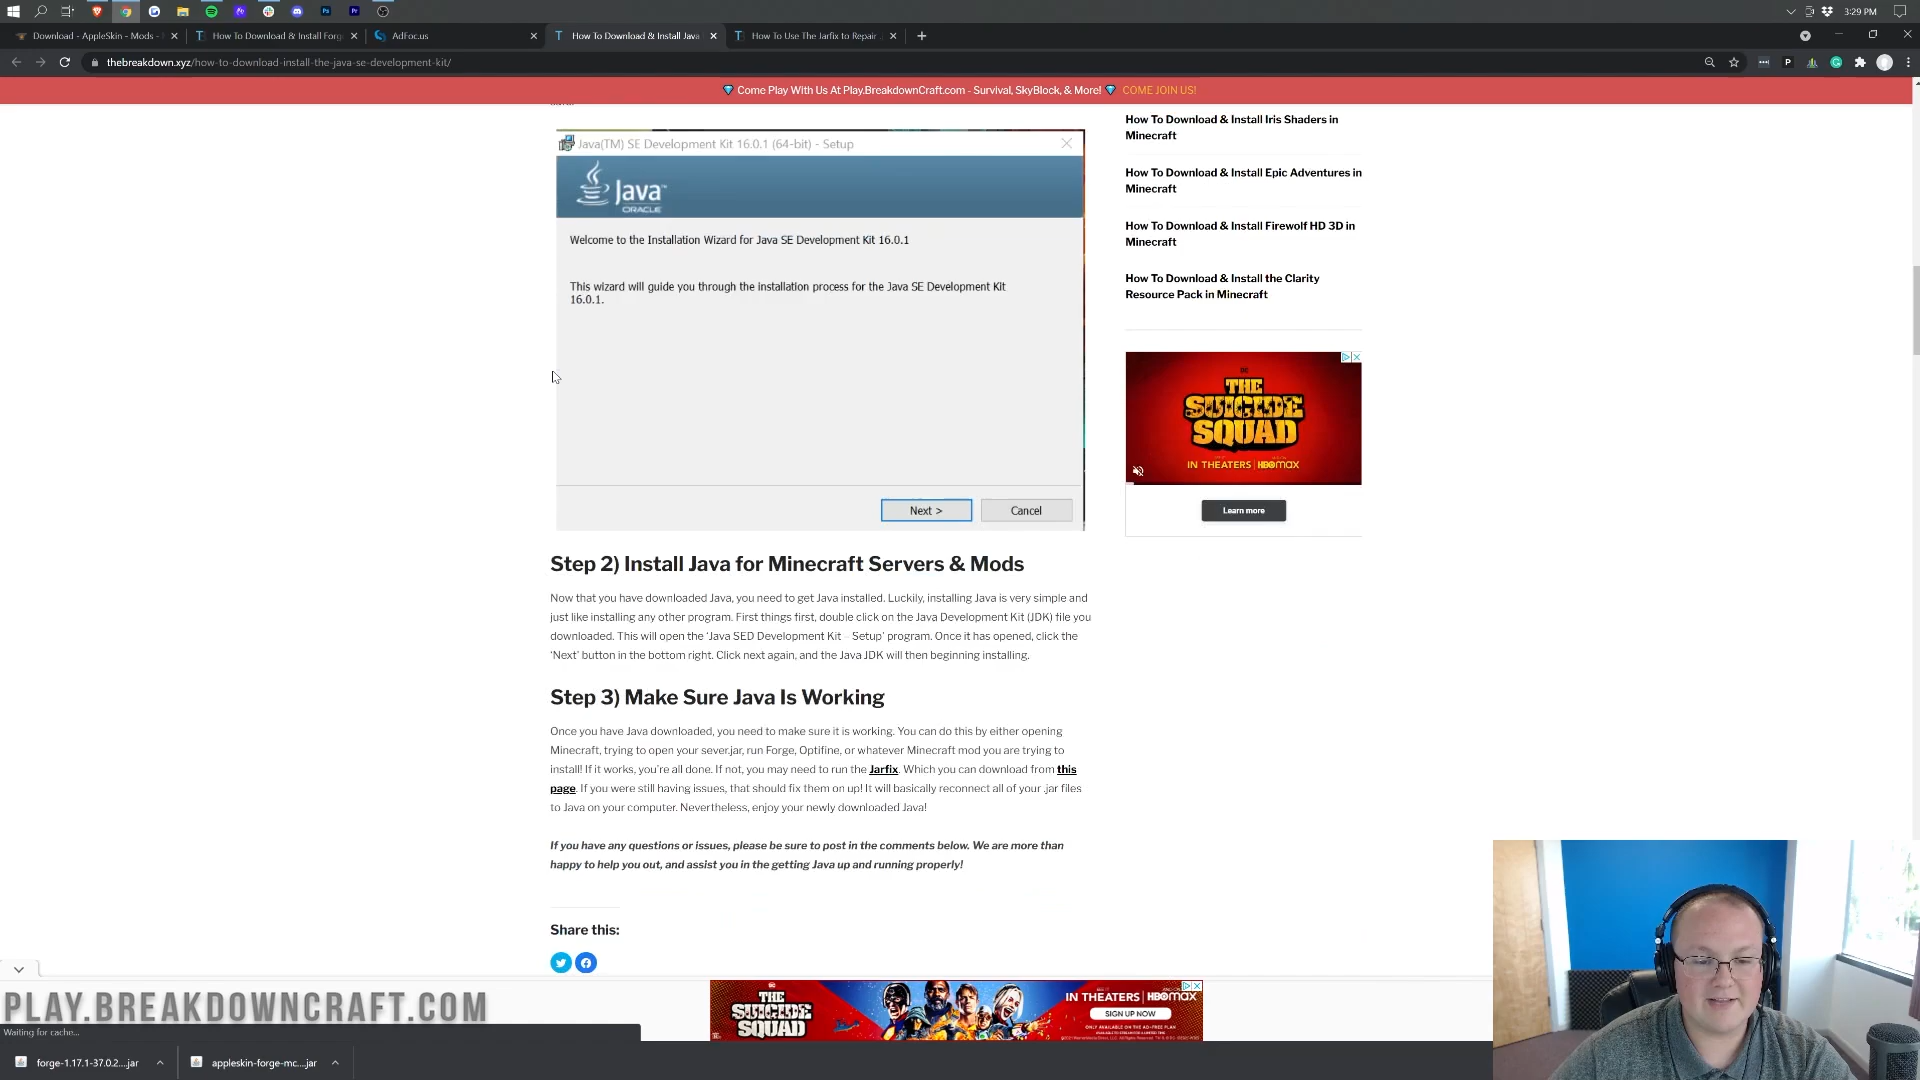 3:29 PM
Download - AppleSkin - Mods -
How To Download & Install Forg
AdFoc.us
How To Download & Install Java
How To Use The Jarfix to Repair
thebreakdown.xyz/how-to-download-install-the-java-se-development-kit/
Come Play With Us At Play.BreakdownCraft.com - Survival, SkyBlock, & More! COME JOIN US!
Java(TM) SE Development Kit 16.0.1 (64-bit) - Setup
Java™
ORACLE
Welcome to the Installation Wizard for Java SE Development Kit 16.0.1
This wizard will guide you through the installation process for the Java SE Development Kit
16.0.1.
Next >
Cancel
How To Download & Install Iris Shaders in
Minecraft
How To Download & Install Epic Adventures in
Minecraft
How To Download & Install Firewolf HD 3D in
Minecraft
How To Download & Install the Clarity
Resource Pack in Minecraft
DC
THE
SUICIDE
SQUAD
IN THEATERS | HBOMAX
Learn more
Step 2) Install Java for Minecraft Servers & Mods
Now that you have downloaded Java, you need to get Java installed. Luckily, installing Java is very simple and
just like installing any other program. First things first, double click on the Java Development Kit (JDK) file you
downloaded. This will open the ‘Java SED Development Kit – Setup’ program. Once it has opened, click the
‘Next’ button in the bottom right. Click next again, and the Java JDK will then beginning installing.
Step 3) Make Sure Java Is Working
Once you have Java downloaded, you need to make sure it is working. You can do this by either opening
Minecraft, trying to open your sever.jar, run Forge, Optifine, or whatever Minecraft mod you are trying to
install! If it works, you’re all done. If not, you may need to run the Jarfix. Which you can download from this
page. If you were still having issues, that should fix them on up! It will basically reconnect all of your .jar files
to Java on your computer. Nevertheless, enjoy your newly downloaded Java!
If you have any questions or issues, please be sure to post in the comments below. We are more than
happy to help you out, and assist you in the getting Java up and running properly!
Share this:
PLAY.BREAKDOWNCRAFT.COM
Waiting for cache...
THE
SUICIDE
SQUAD
IN THEATERS | HBOMAX
SIGN UP NOW
forge-1.17.1-37.0.2....jar
appleskin-forge-mc....jar